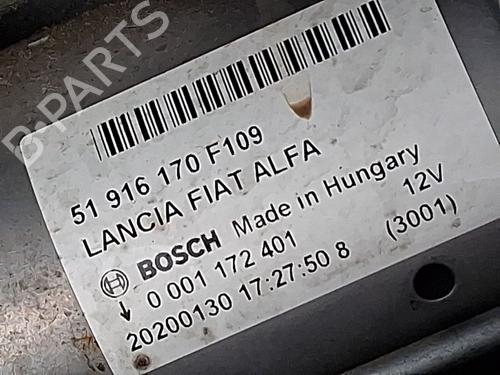 B-PARTS
51 916 170 F109
LANCIA FIAT ALFA
BOSCH Made in Hungary
0 001 172 401 12V
20200130 17:27:50 8 (3001)